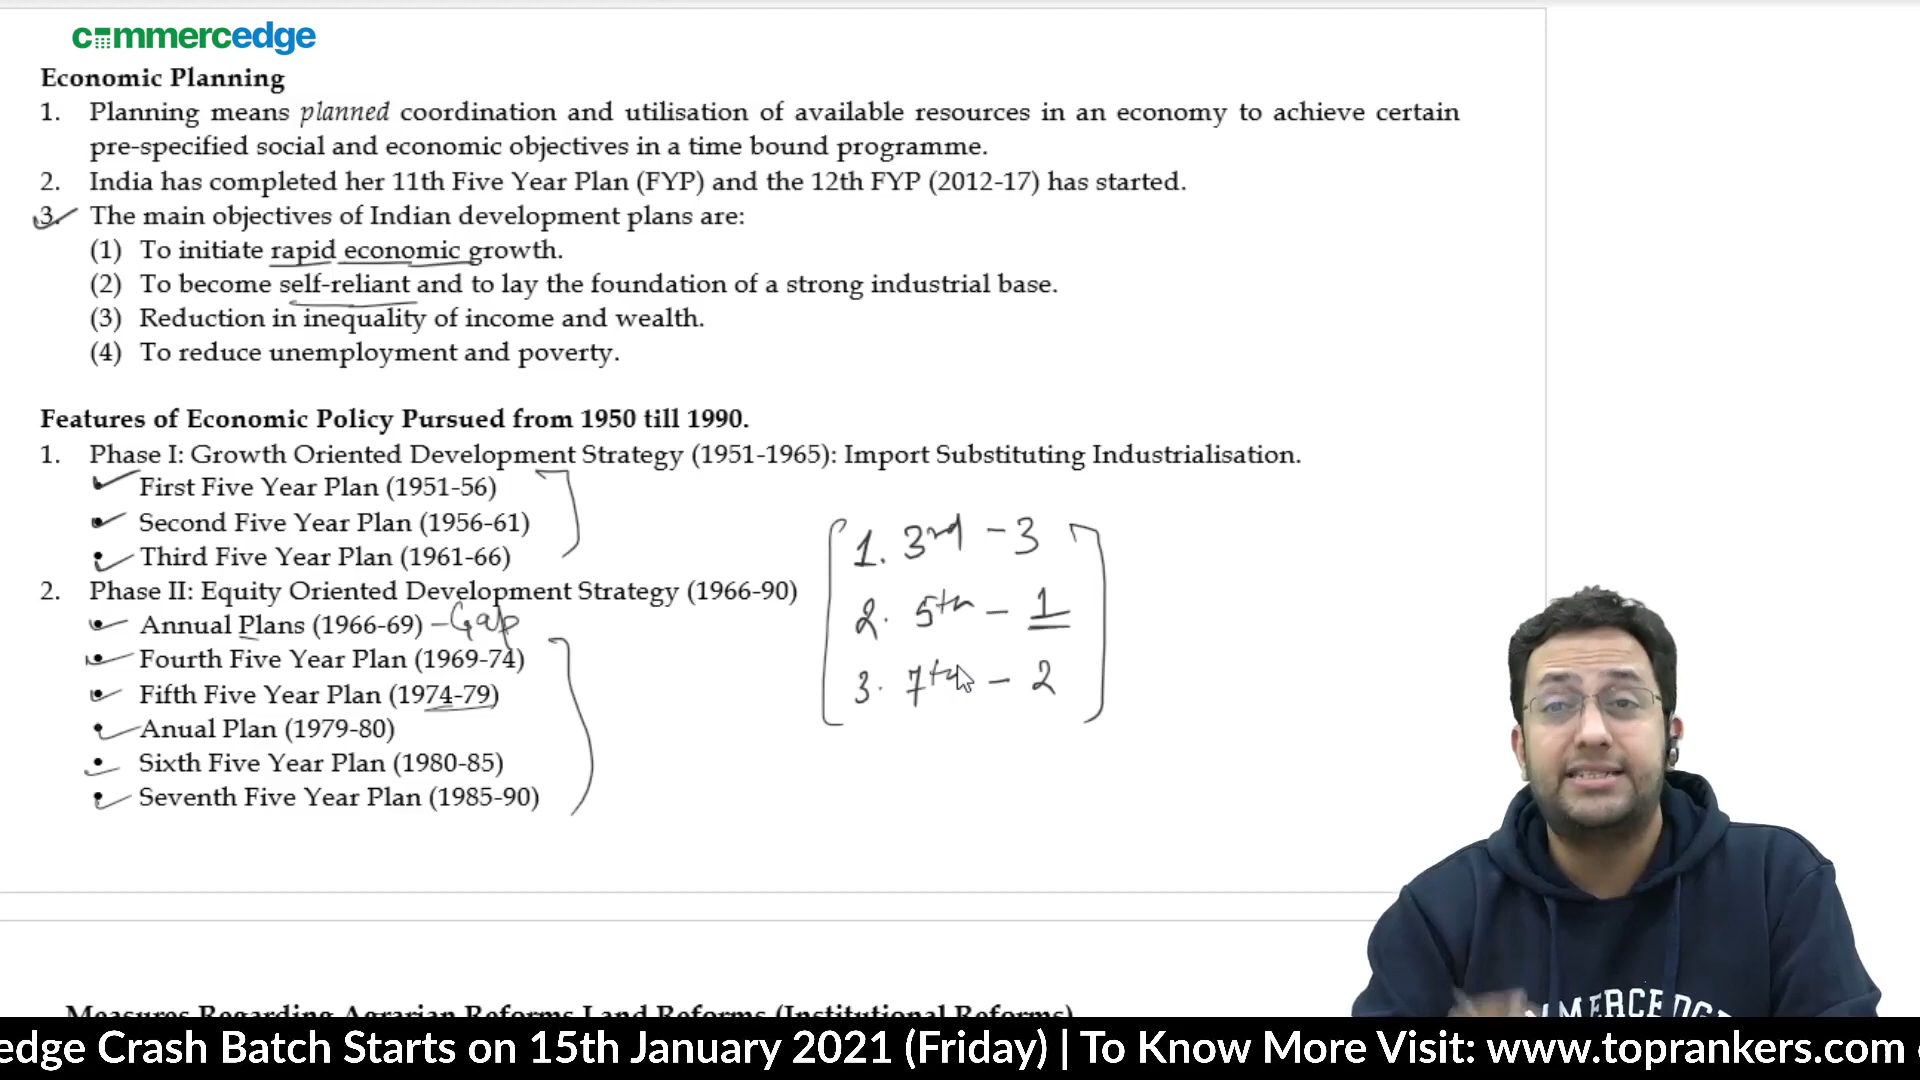 commercedge
Economic Planning
1. Planning means planned coordination and utilisation of available resources in an economy to achieve certain
pre-specified social and economic objectives in a time bound programme.
2. India has completed her 11th Five Year Plan (FYP) and the 12th FYP (2012-17) has started.
3. The main objectives of Indian development plans are:
(1) To initiate rapid economic growth.
(2) To become self-reliant and to lay the foundation of a strong industrial base.
(3) Reduction in inequality of income and wealth.
(4) To reduce unemployment and poverty.
Features of Economic Policy Pursued from 1950 till 1990.
1. Phase I: Growth Oriented Development Strategy (1951-1965): Import Substituting Industrialisation.
First Five Year Plan (1951-56)
• Second Five Year Plan (1956-61)
• Third Five Year Plan (1961-66)
2. Phase II: Equity Oriented Development Strategy (1966-90)
• Annual Plans (1966-69) - Gap
• Fourth Five Year Plan (1969-74)
• Fifth Five Year Plan (1974-79)
• Anual Plan (1979-80)
• Sixth Five Year Plan (1980-85)
• Seventh Five Year Plan (1985-90)
1. 3rd - 3
2. 5th - 1
3. 7th - 2
Measures Regarding Agrarian Reforms Land Reforms (Institutional Reforms)
edge Crash Batch Starts on 15th January 2021 (Friday) | To Know More Visit: www.toprankers.com